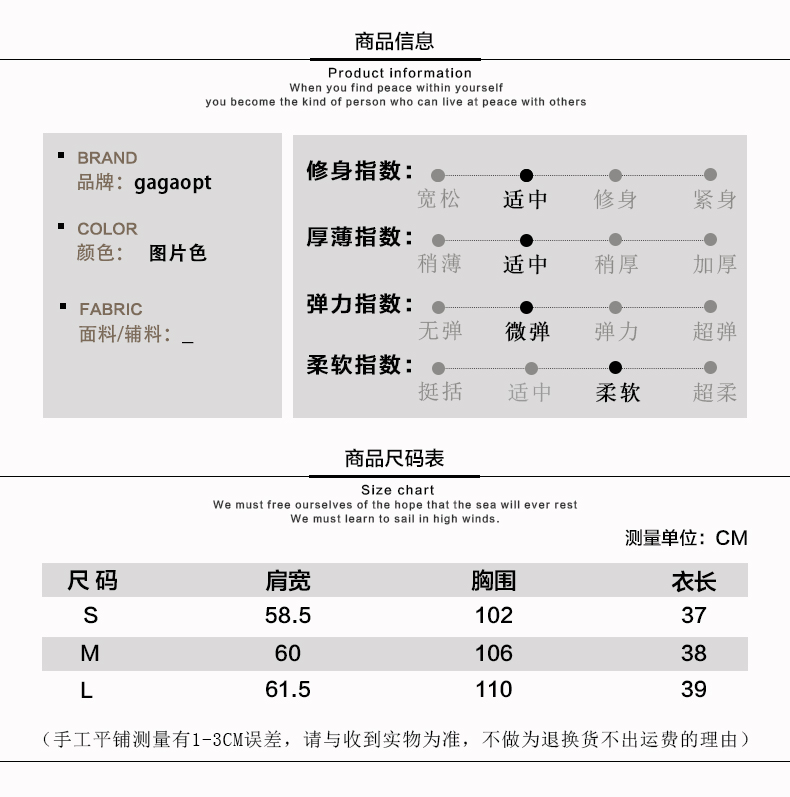 商品信息
Product information
When you find peace within yourself
you become the kind of person who can live at peace with others
BRAND
品牌：gagaopt
COLOR
颜色： 图片色
FABRIC
面料/辅料：_
修身指数：
宽松 适中 修身 紧身
厚薄指数：
稍薄 适中 稍厚 加厚
弹力指数：
无弹 微弹 弹力 超弹
柔软指数：
挺括 适中 柔软 超柔
商品尺码表
Size chart
We must free ourselves of the hope that the sea will ever rest
We must learn to sail in high winds.
测量单位：CM
尺 码 肩宽 胸围 衣长
S 58.5 102 37
M 60 106 38
L 61.5 110 39
（手工平铺测量有1-3CM误差，请与收到实物为准，不做为退换货不出运费的理由）